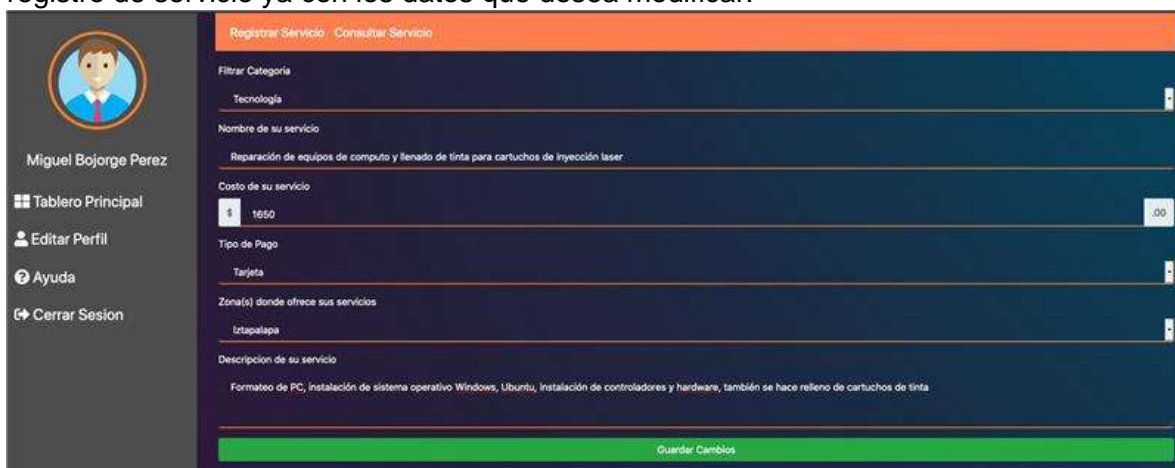 registro de servicio ya con los datos que desea modificar.
Registrar Servicio Consultar Servicio
Filtrar Categoria
Tecnología
Nombre de su servicio
Reparación de equipos de computo y llenado de tinta para cartuchos de inyección laser
Miguel Bojorge Perez
Costo de su servicio
Tablero Principal
$ 1650 .00
Editar Perfil
Tipo de Pago
Tarjeta
Ayuda
Zona(s) donde ofrece sus servicios
Cerrar Sesion
Iztapalapa
Descripcion de su servicio
Formateo de PC, instalación de sistema operativo Windows, Ubuntu, instalación de controladores y hardware, también se hace relleno de cartuchos de tinta
Guardar Cambios